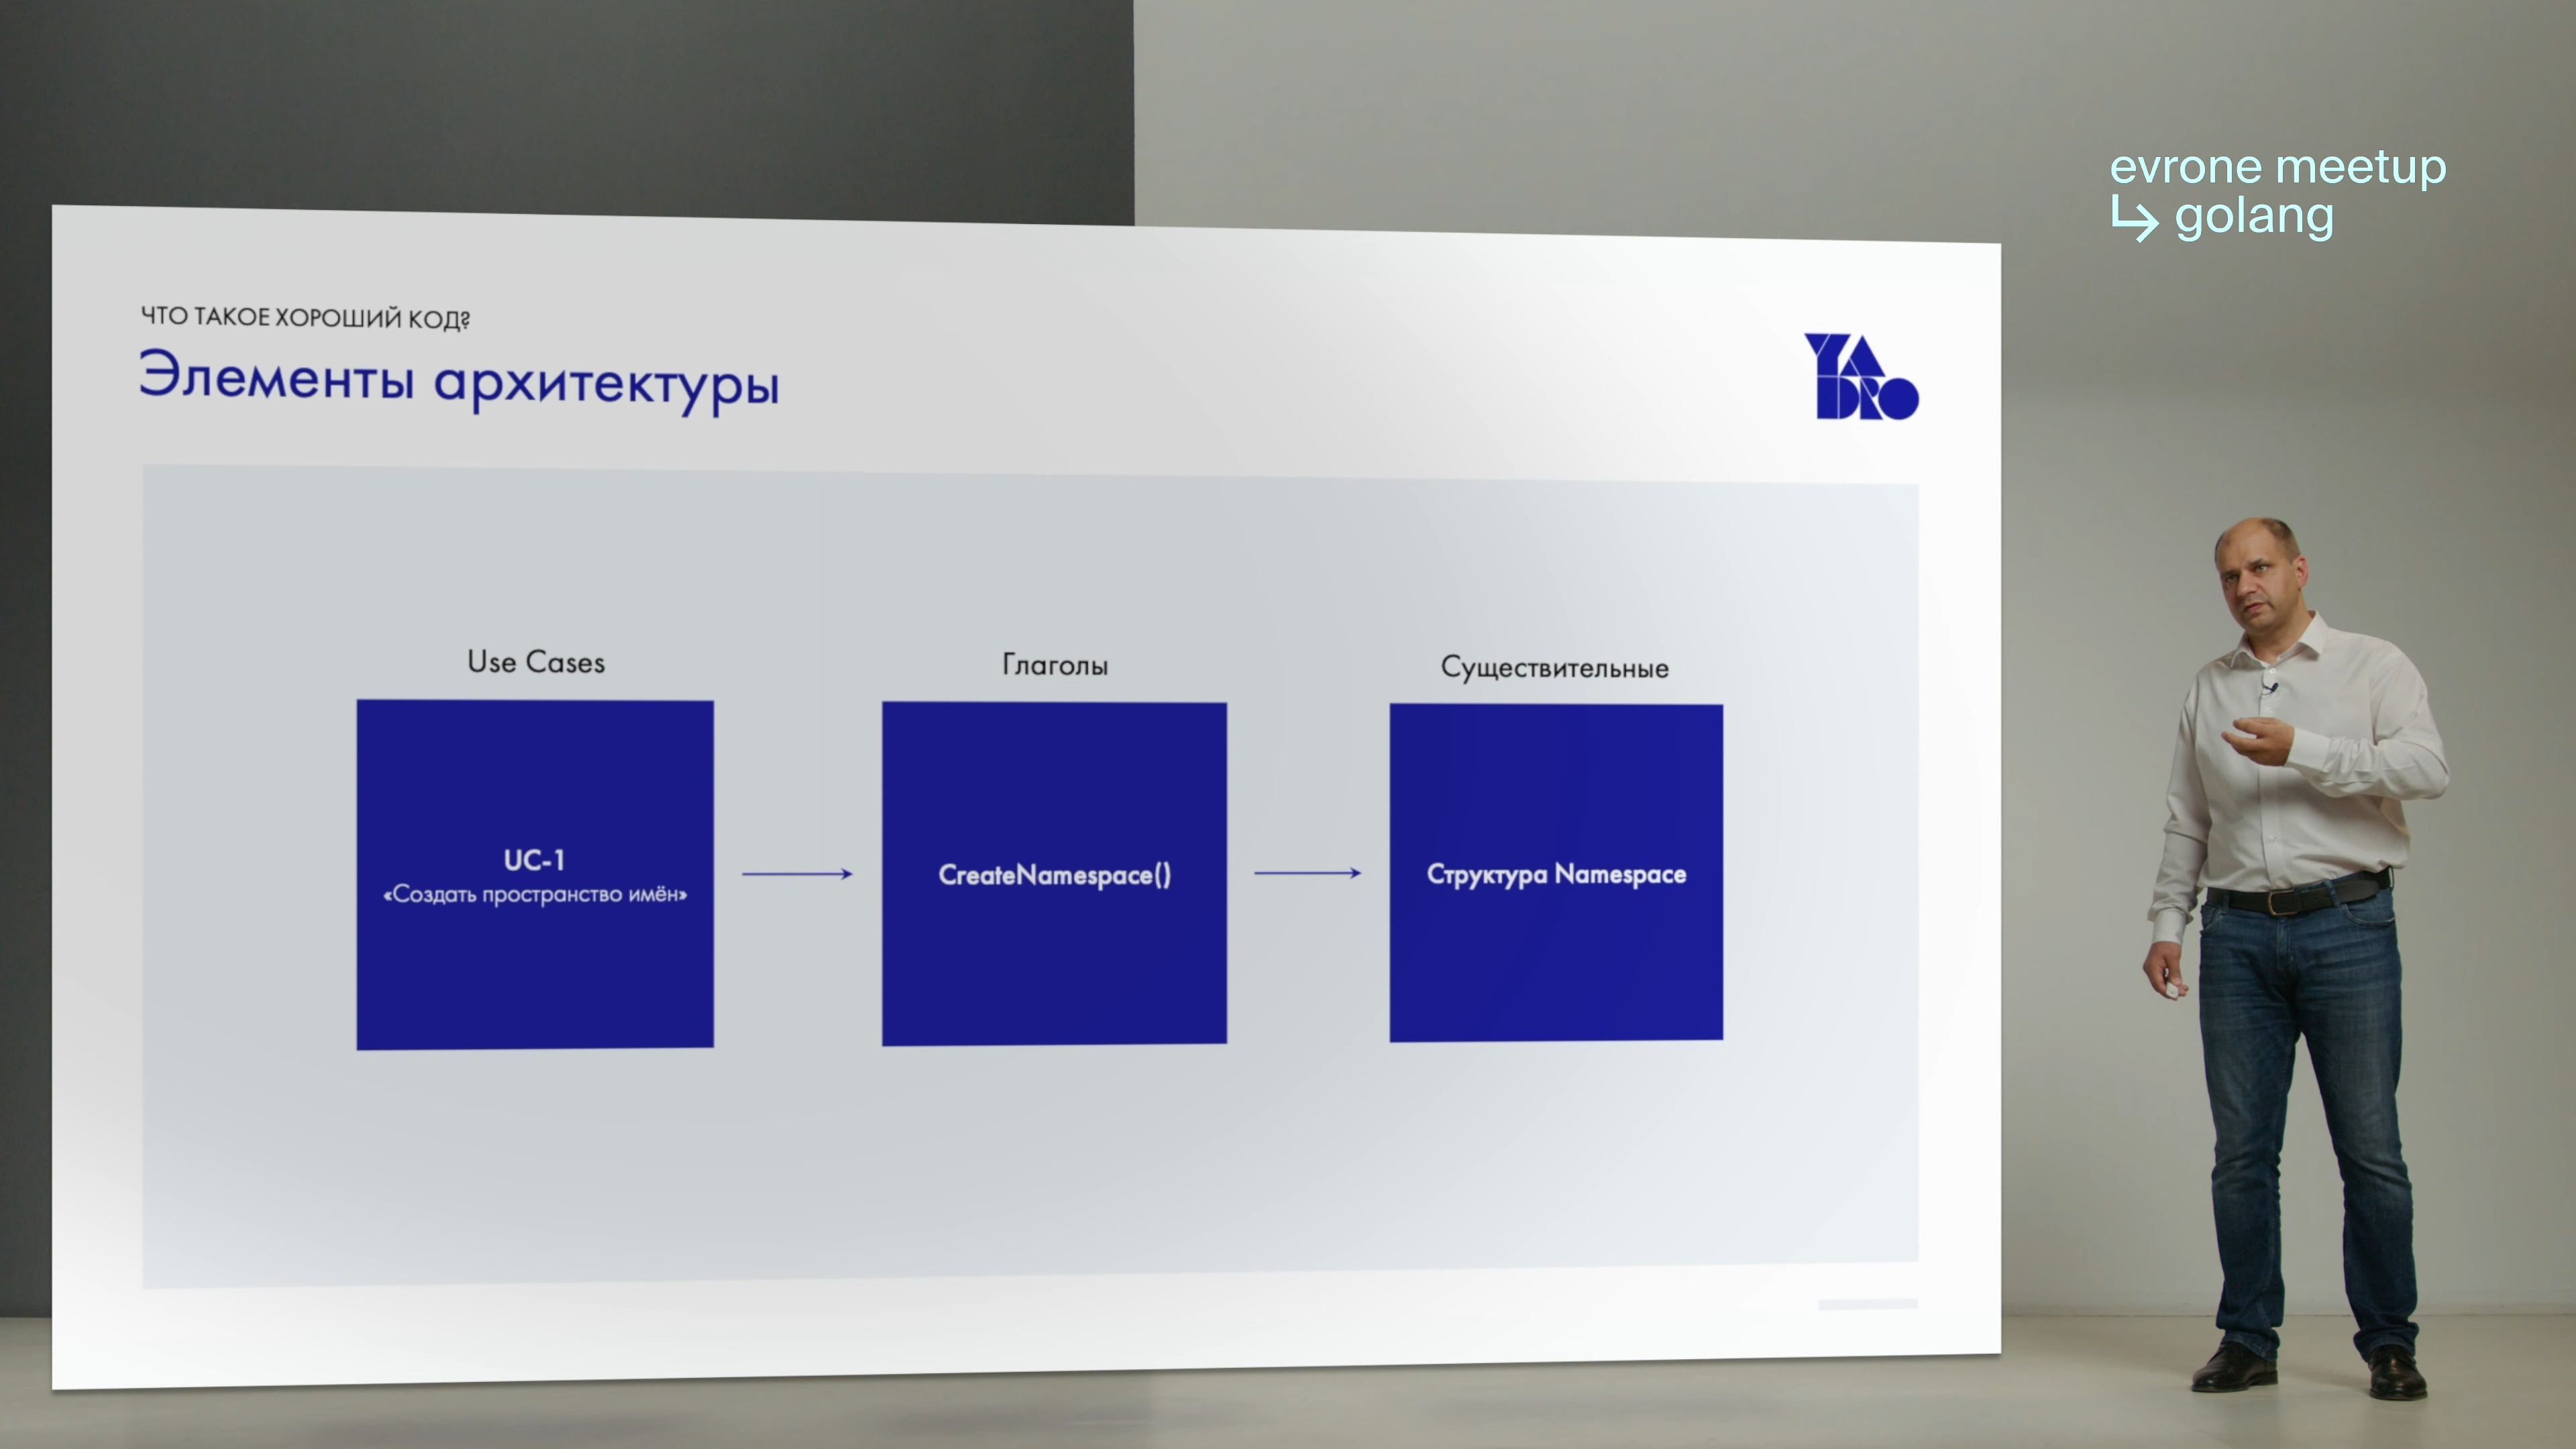 evrone meetup
↳ golang
ЧТО ТАКОЕ ХОРОШИЙ КОД?
Элементы архитектуры
YADRO
Use Cases
Глаголы
Существительные
UC-1
«Создать пространство имён»
CreateNamespace()
Структура Namespace